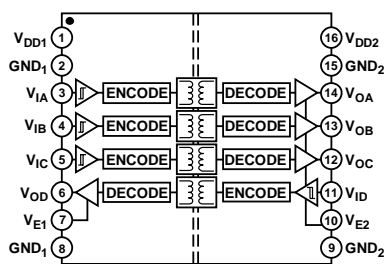 VDD1 1 16 VDD2
GND1 2 15 GND2
VIA 3 ENCODE DECODE 14 VOA
VIB 4 ENCODE DECODE 13 VOB
VIC 5 ENCODE DECODE 12 VOC
VOD 6 DECODE ENCODE 11 VID
VE1 7 10 VE2
GND1 8 9 GND2